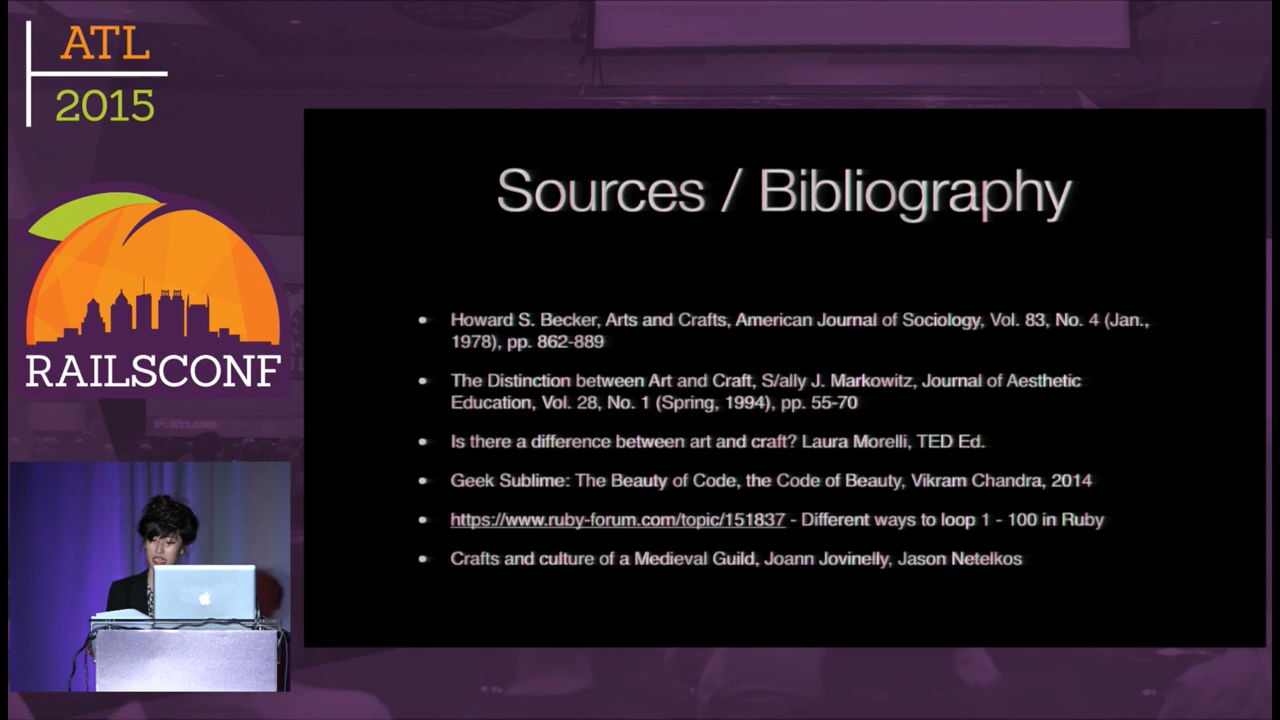 ATL
2015
RAILSCONF
Sources / Bibliography
• Howard S. Becker, Arts and Crafts, American Journal of Sociology, Vol. 83, No. 4 (Jan.,
1978), pp. 862-889
• The Distinction between Art and Craft, S/ally J. Markowitz, Journal of Aesthetic
Education, Vol. 28, No. 1 (Spring, 1994), pp. 55-70
• Is there a difference between art and craft? Laura Morelli, TED Ed.
• Geek Sublime: The Beauty of Code, the Code of Beauty, Vikram Chandra, 2014
• https://www.ruby-forum.com/topic/151837 - Different ways to loop 1 - 100 in Ruby
• Crafts and culture of a Medieval Guild, Joann Jovinelly, Jason Netelkos